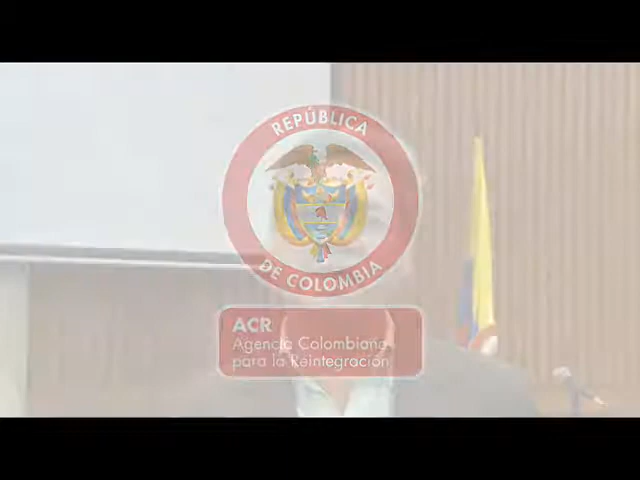 REPÚBLICA
DE COLOMBIA
ACR
Agencia Colombiana
para la Reintegración